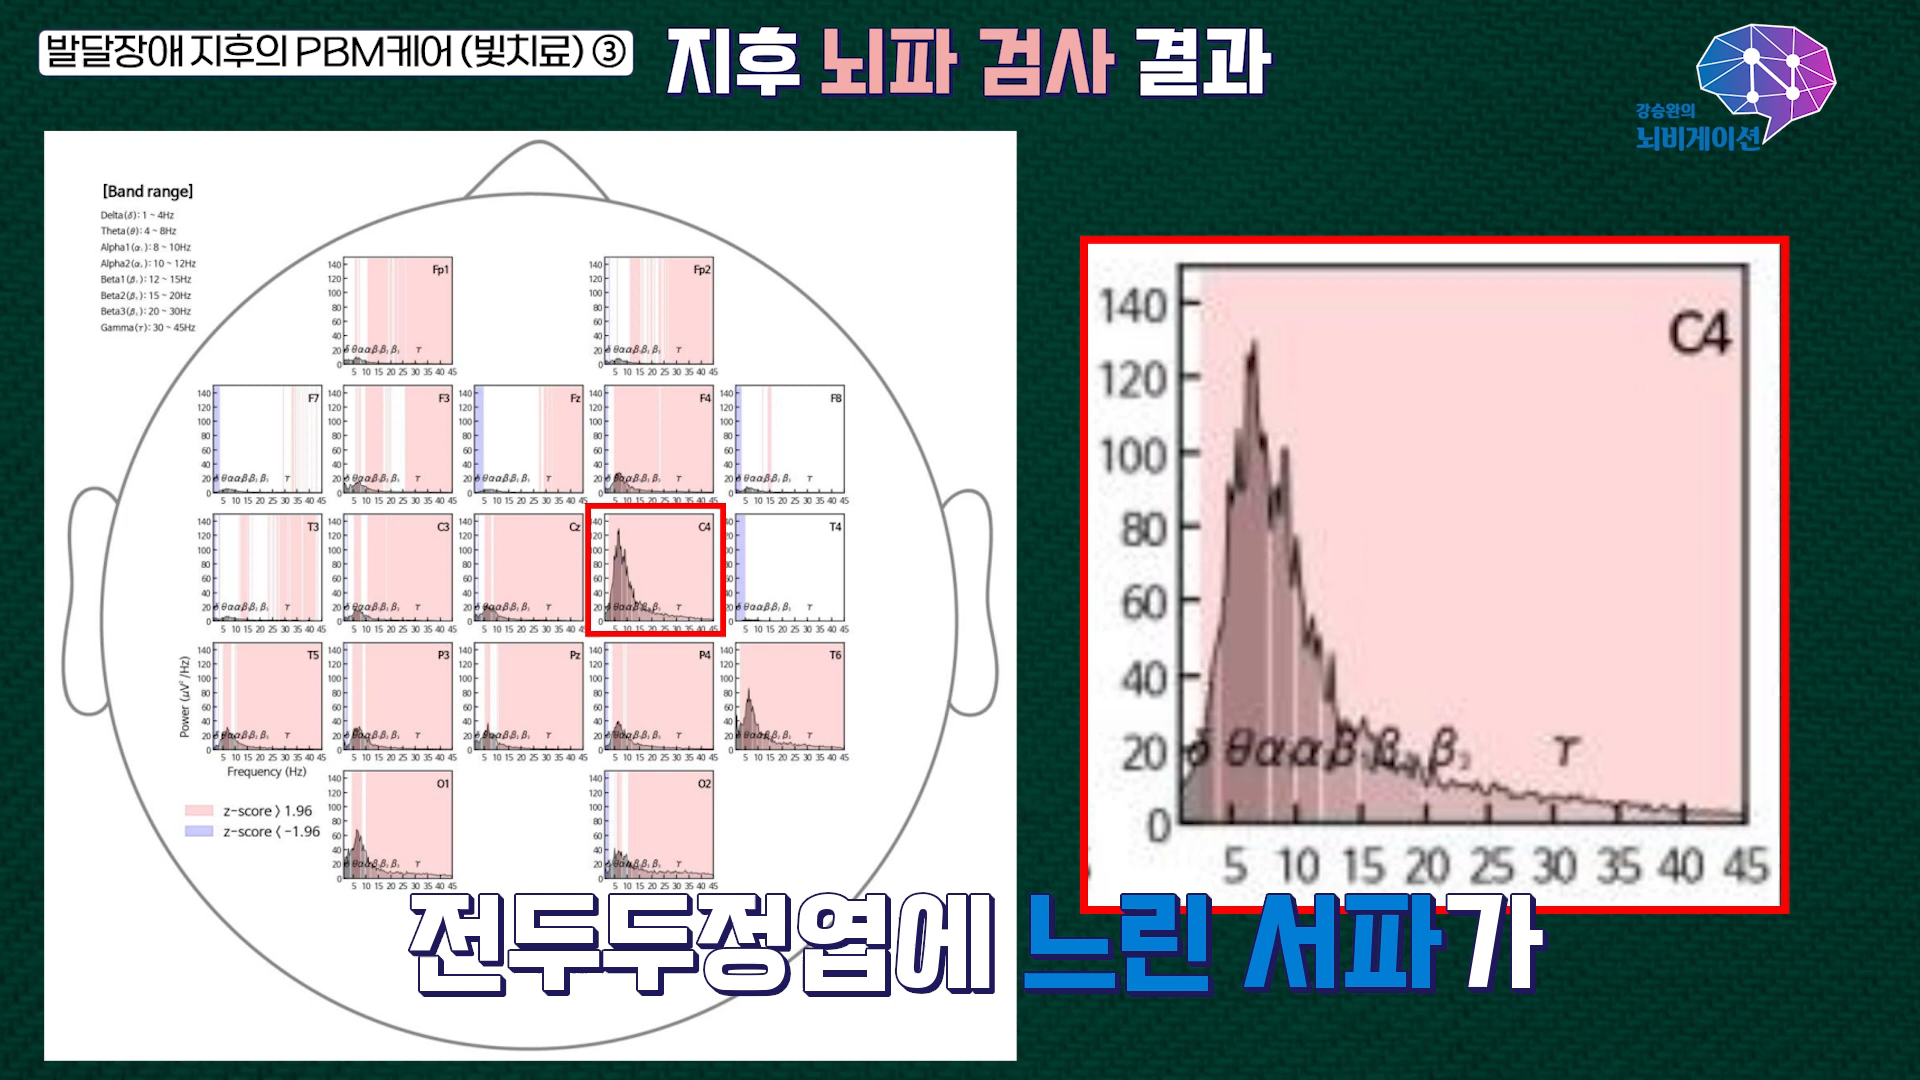 발달장애 지후의 PBM케어 (빛치료) ③
지후 뇌파 검사 결과
강승완의
뇌비게이션
[Band range]
Delta(δ): 1 ~ 4Hz
Theta(θ): 4 ~ 8Hz
Alpha1(α₁): 8 ~ 10Hz
Alpha2(α₂): 10 ~ 12Hz
Beta1(β₁): 12 ~ 15Hz
Beta2(β₂): 15 ~ 20Hz
Beta3(β₃): 20 ~ 30Hz
Gamma(τ): 30 ~ 45Hz
Fp1 Fp2
F7 F3 Fz F4 F8
T3 C3 Cz C4 T4
T5 P3 Pz P4 T6
O1 O2
Power (μV²/Hz)
Frequency (Hz)
z-score > 1.96
z-score < -1.96
C4
140
120
100
80
60
40
20
0
δ θ α α β β β₃ τ
5 10 15 20 25 30 35 40 45
전두두정엽에 느린 서파가